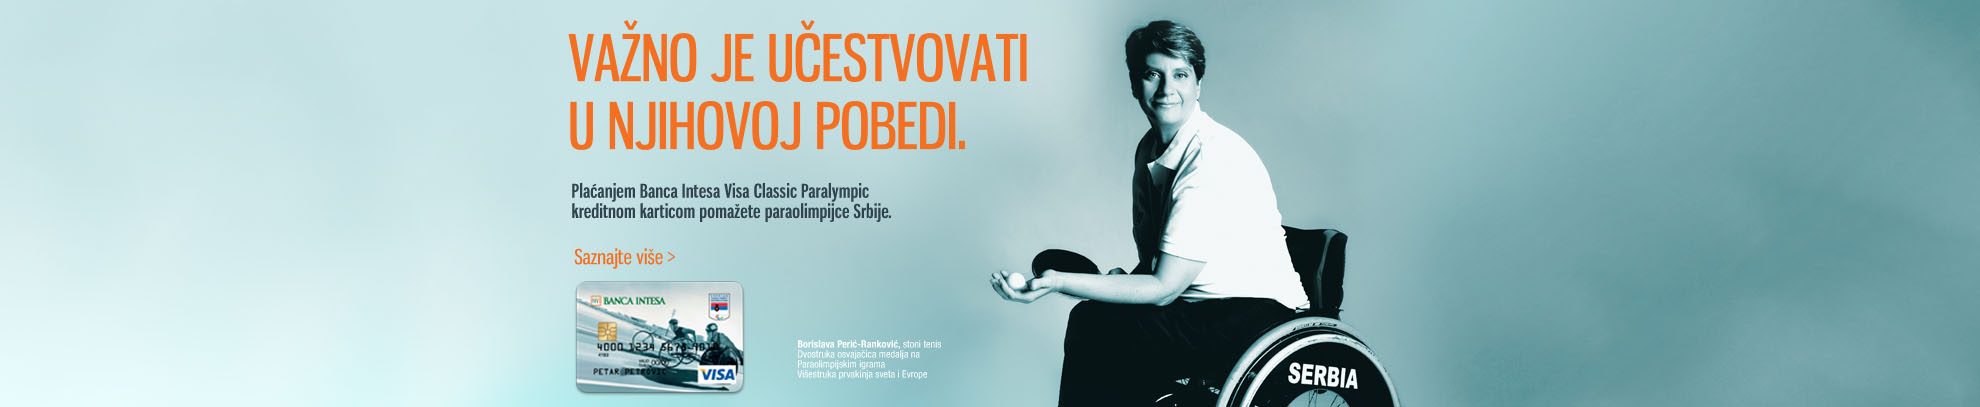 VAŽNO JE UČESTVOVATI
U NJIHOVOJ POBEDI.
Plaćanjem Banca Intesa Visa Classic Paralympic
kreditnom karticom pomažete paraolimpijce Srbije.
Saznajte više >
BANCA INTESA
4000 1234 5678 9010
PETAR PETROVIC
VISA
Borislava Perić-Ranković, stoni tenis
Dvostruka osvajačica medalja na
Paraolimpijskim igrama
Višestruka prvakinja sveta i Evrope
SERBIA